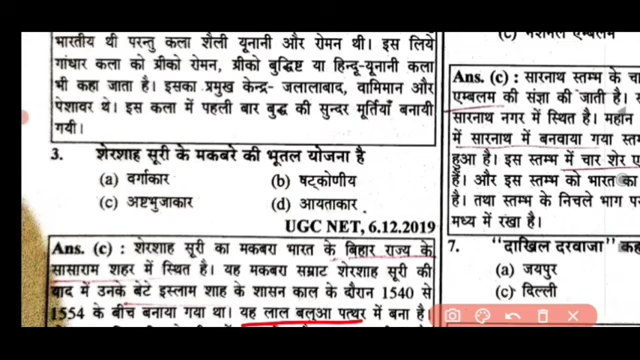 भारतीय थी परन्तु कला शैली यूनानी और रोमन थी। इस लिये
गांधार कला को ग्रीको रोमन, ग्रीको बुद्धिष्ट या हिन्दू-यूनानी कला
भी कहा जाता है। इसका प्रमुख केन्द्र- जलालाबाद, वामिमान और
पेशावर थे। इस कला में पहली बार बुद्ध की सुन्दर मूर्तियाँ बनायी
गयी।
3. शेरशाह सूरी के मकबरे की भूतल योजना है
(a) वर्गाकार (b) षट्कोणीय
(c) अष्टभुजाकार (d) आयताकार
UGC NET, 6.12.2019
Ans. (c) : शेरशाह सूरी का मकबरा भारत के बिहार राज्य के
सासाराम शहर में स्थित है। यह मकबरा सम्राट शेरशाह सूरी की
याद में उनके बेटे इस्लाम शाह के शासन काल के दौरान 1540 से
1554 के बीच बनाया गया था। यह लाल बलुआ पत्थर में बना है।
(c) नेशनल एम्बलम
Ans. (c) : सारनाथ स्तम्भ के चा
एम्बलम की संज्ञा की जाती है।
सारनाथ नगर में स्थित है। महान
में सारनाथ में बनवाया गया स्त
हुआ है। इस स्तम्भ में चार शेर ए
हैं। और इस स्तम्भ को भारत का
है। तथा स्तम्भ के निचले भाग पर
मध्य में रखा है।
7. "दाखिल दरवाजा" कह
(a) जयपुर
(c) दिल्ली